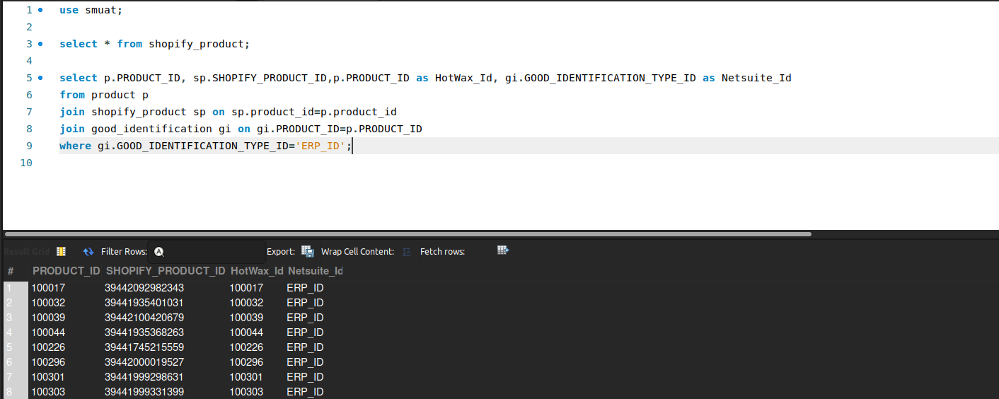 1 use smuat;
2
3 select * from shopify_product;
4
5 select p.PRODUCT_ID, sp.SHOPIFY_PRODUCT_ID,p.PRODUCT_ID as HotWax_Id, gi.GOOD_IDENTIFICATION_TYPE_ID as Netsuite_Id
6 from product p
7 join shopify_product sp on sp.product_id=p.product_id
8 join good_identification gi on gi.PRODUCT_ID=p.PRODUCT_ID
9 where gi.GOOD_IDENTIFICATION_TYPE_ID='ERP_ID';
10
Result Grid Filter Rows: Export: Wrap Cell Content: Fetch rows:
# PRODUCT_ID SHOPIFY_PRODUCT_ID HotWax_Id Netsuite_Id
1 100017 39442092982343 100017 ERP_ID
2 100032 39441935401031 100032 ERP_ID
3 100039 39442100420679 100039 ERP_ID
4 100044 39441935368263 100044 ERP_ID
5 100226 39441745215559 100226 ERP_ID
6 100296 39442000019527 100296 ERP_ID
7 100301 39441999298631 100301 ERP_ID
8 100303 39441999331399 100303 ERP_ID